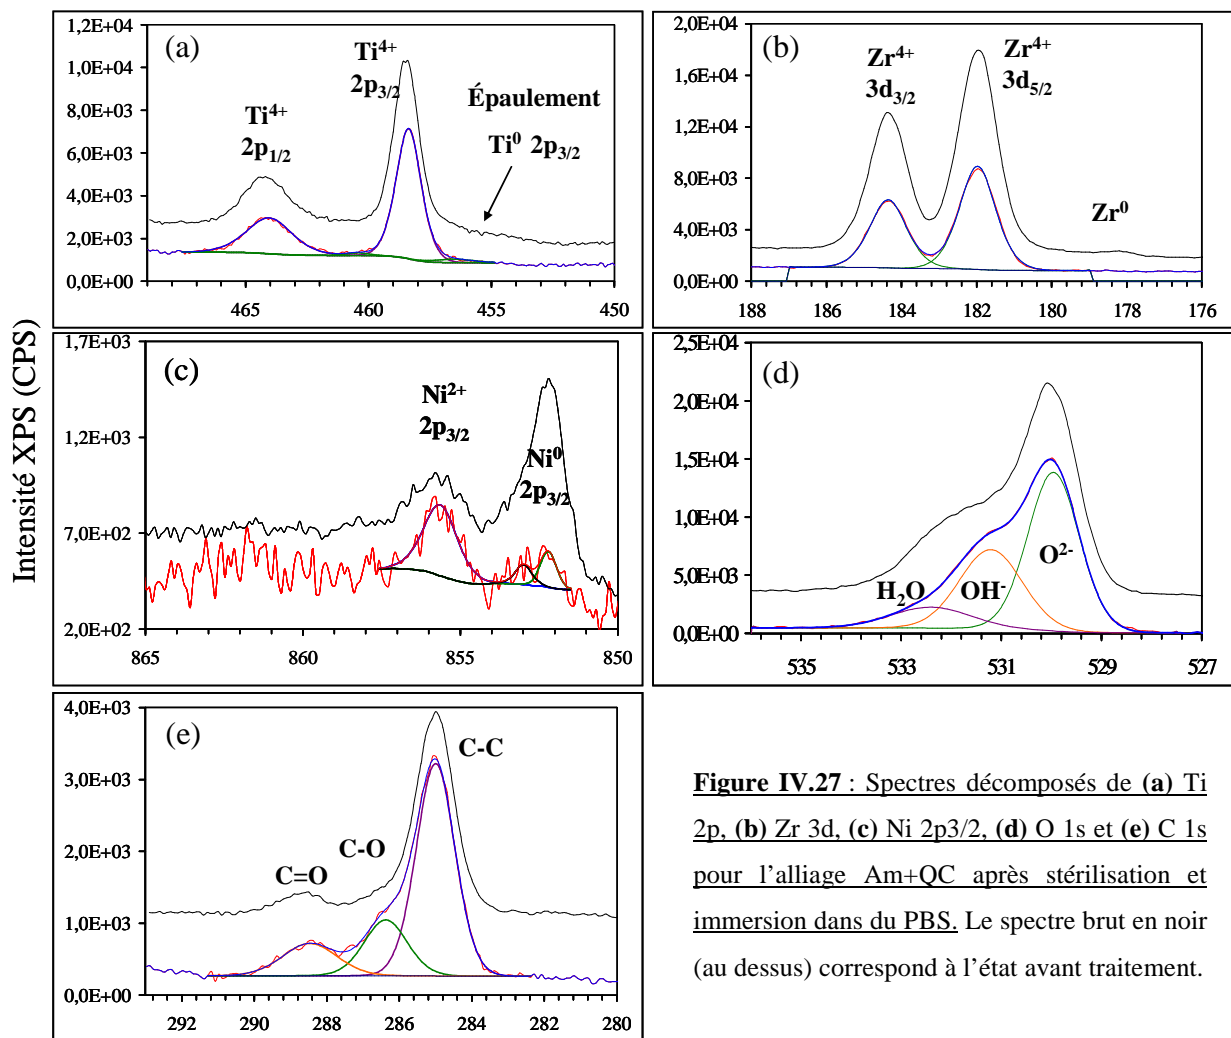 Intensité XPS (CPS)
(a)
1,2E+04
1,0E+04
8,0E+03
6,0E+03
4,0E+03
2,0E+03
0,0E+00
Ti⁴⁺
2p₁/₂
Ti⁴⁺
2p₃/₂
Épaulement
Ti⁰ 2p₃/₂
465 460 455 450
(b)
2,0E+04
1,6E+04
1,2E+04
8,0E+03
4,0E+03
0,0E+00
Zr⁴⁺
3d₃/₂
Zr⁴⁺
3d₅/₂
Zr⁰
188 186 184 182 180 178 176
(c)
1,7E+03
1,2E+03
7,0E+02
2,0E+02
Ni²⁺
2p₃/₂
Ni⁰
2p₃/₂
865 860 855 850
(d)
2,5E+04
2,0E+04
1,5E+04
1,0E+04
5,0E+03
0,0E+00
H₂O
OH⁻
O²⁻
535 533 531 529 527
(e)
4,0E+03
3,0E+03
2,0E+03
1,0E+03
0,0E+00
C=O
C-O
C-C
292 290 288 286 284 282 280
Figure IV.27 : Spectres décomposés de (a) Ti
2p, (b) Zr 3d, (c) Ni 2p3/2, (d) O 1s et (e) C 1s
pour l'alliage Am+QC après stérilisation et
immersion dans du PBS. Le spectre brut en noir
(au dessus) correspond à l'état avant traitement.